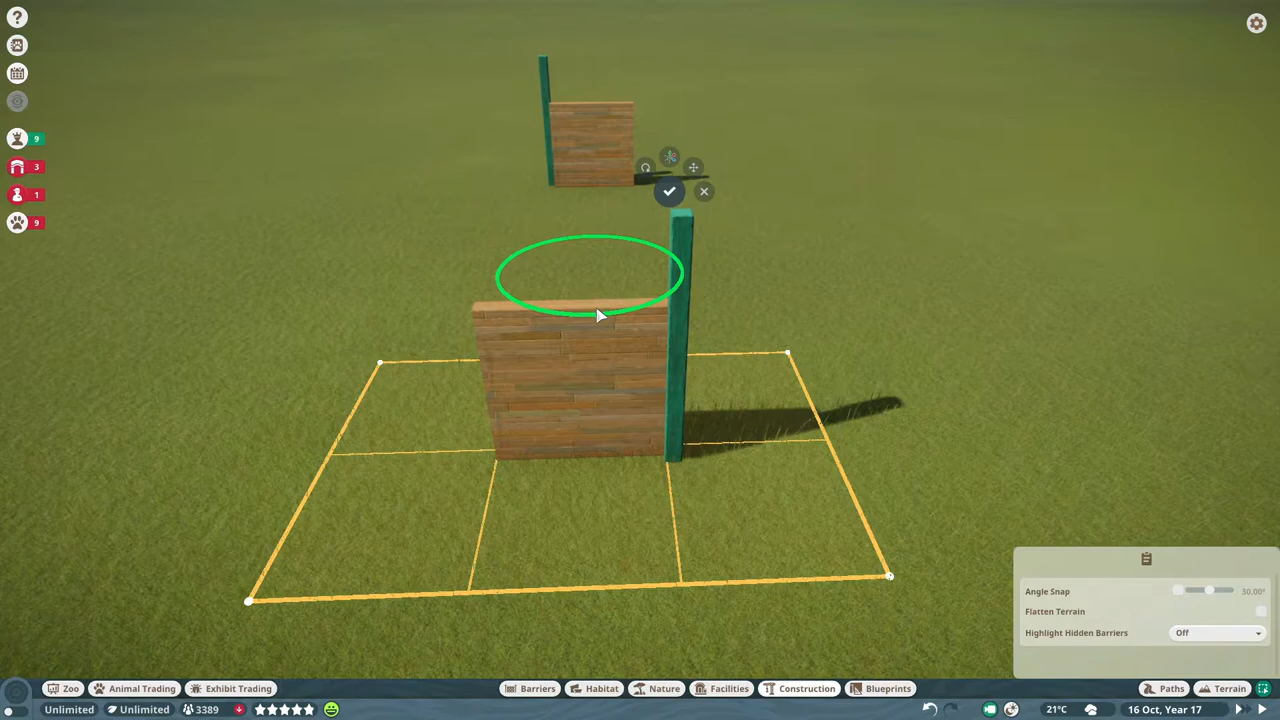 ?
9
3
1
9
Angle Snap 30.00°
Flatten Terrain
Highlight Hidden Barriers Off
Zoo Animal Trading Exhibit Trading Barriers Habitat Nature Facilities Construction Blueprints Paths Terrain
Unlimited Unlimited 3389 21°C 16 Oct, Year 17